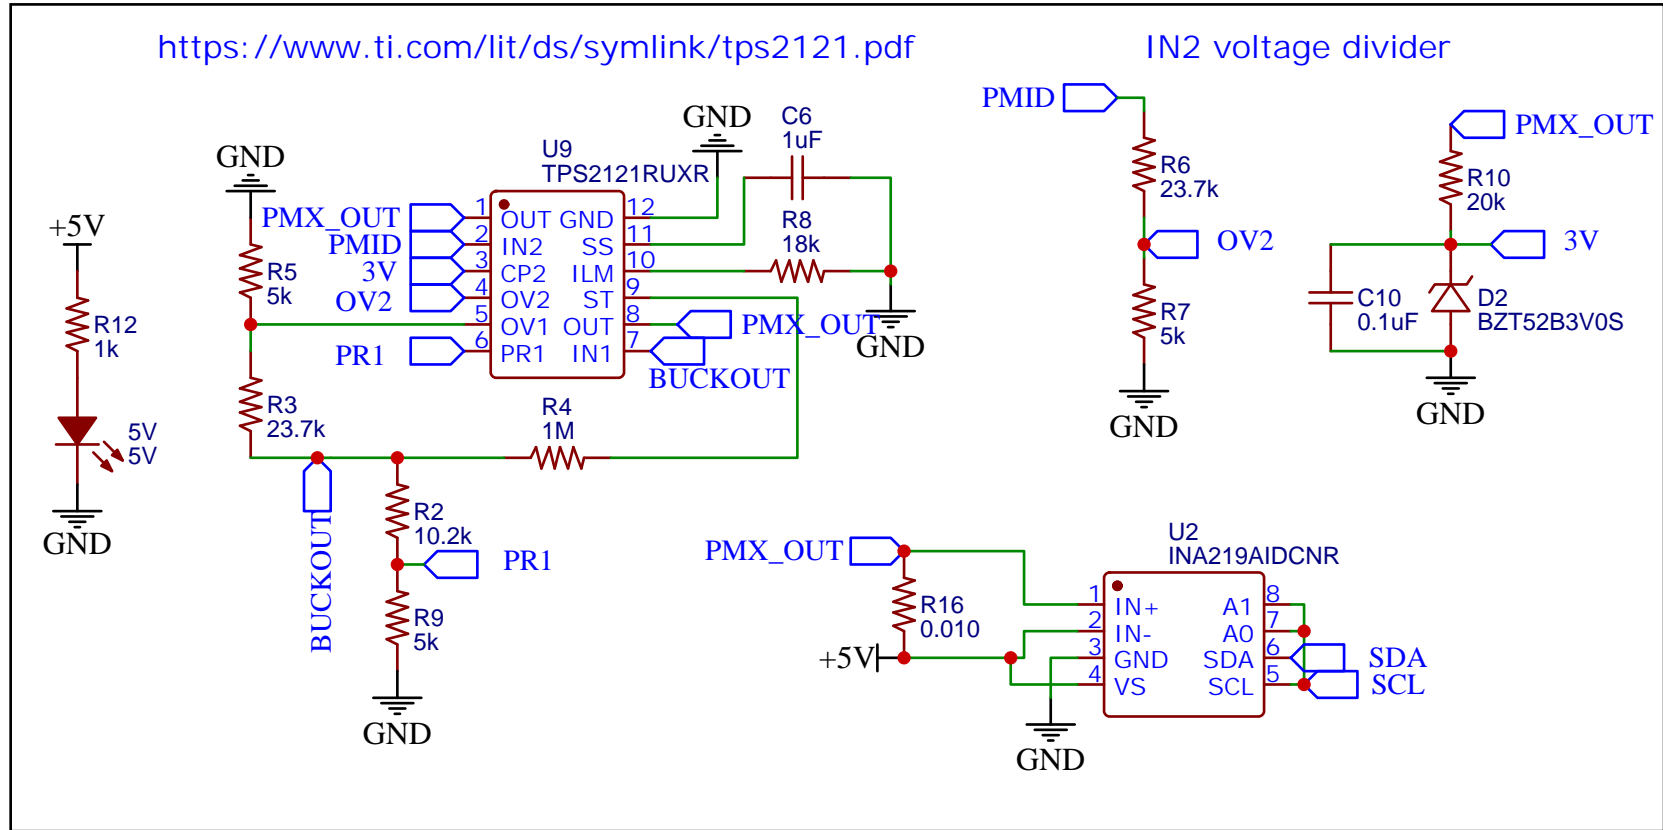 https://www.ti.com/lit/ds/symlink/tps2121.pdf
IN2 voltage divider
+5V
R12
1k
5V
5V
GND
GND
R5
5k
R3
23.7k
BUCKOUT
R2
10.2k
PR1
R9
5k
GND
R4
1M
U9
TPS2121RUXR
PMX_OUT 1 OUT
PMID 2 IN2
3V 3 CP2
OV2 4 OV2
5 OV1
PR1 6 PR1
GND 12
SS 11
ILM 10
ST 9
OUT 8 PMX_OUT
IN1 7
BUCKOUT
GND
C6
1uF
R8
18k
GND
PMID
R6
23.7k
OV2
R7
5k
GND
PMX_OUT
R10
20k
3V
C10
0.1uF
D2
BZT52B3V0S
GND
PMX_OUT
R16
0.010
+5V
GND
U2
INA219AIDCNR
1 IN+
2 IN-
3 GND
4 VS
A1 8
A0 7
SDA 6 SDA
SCL 5 SCL